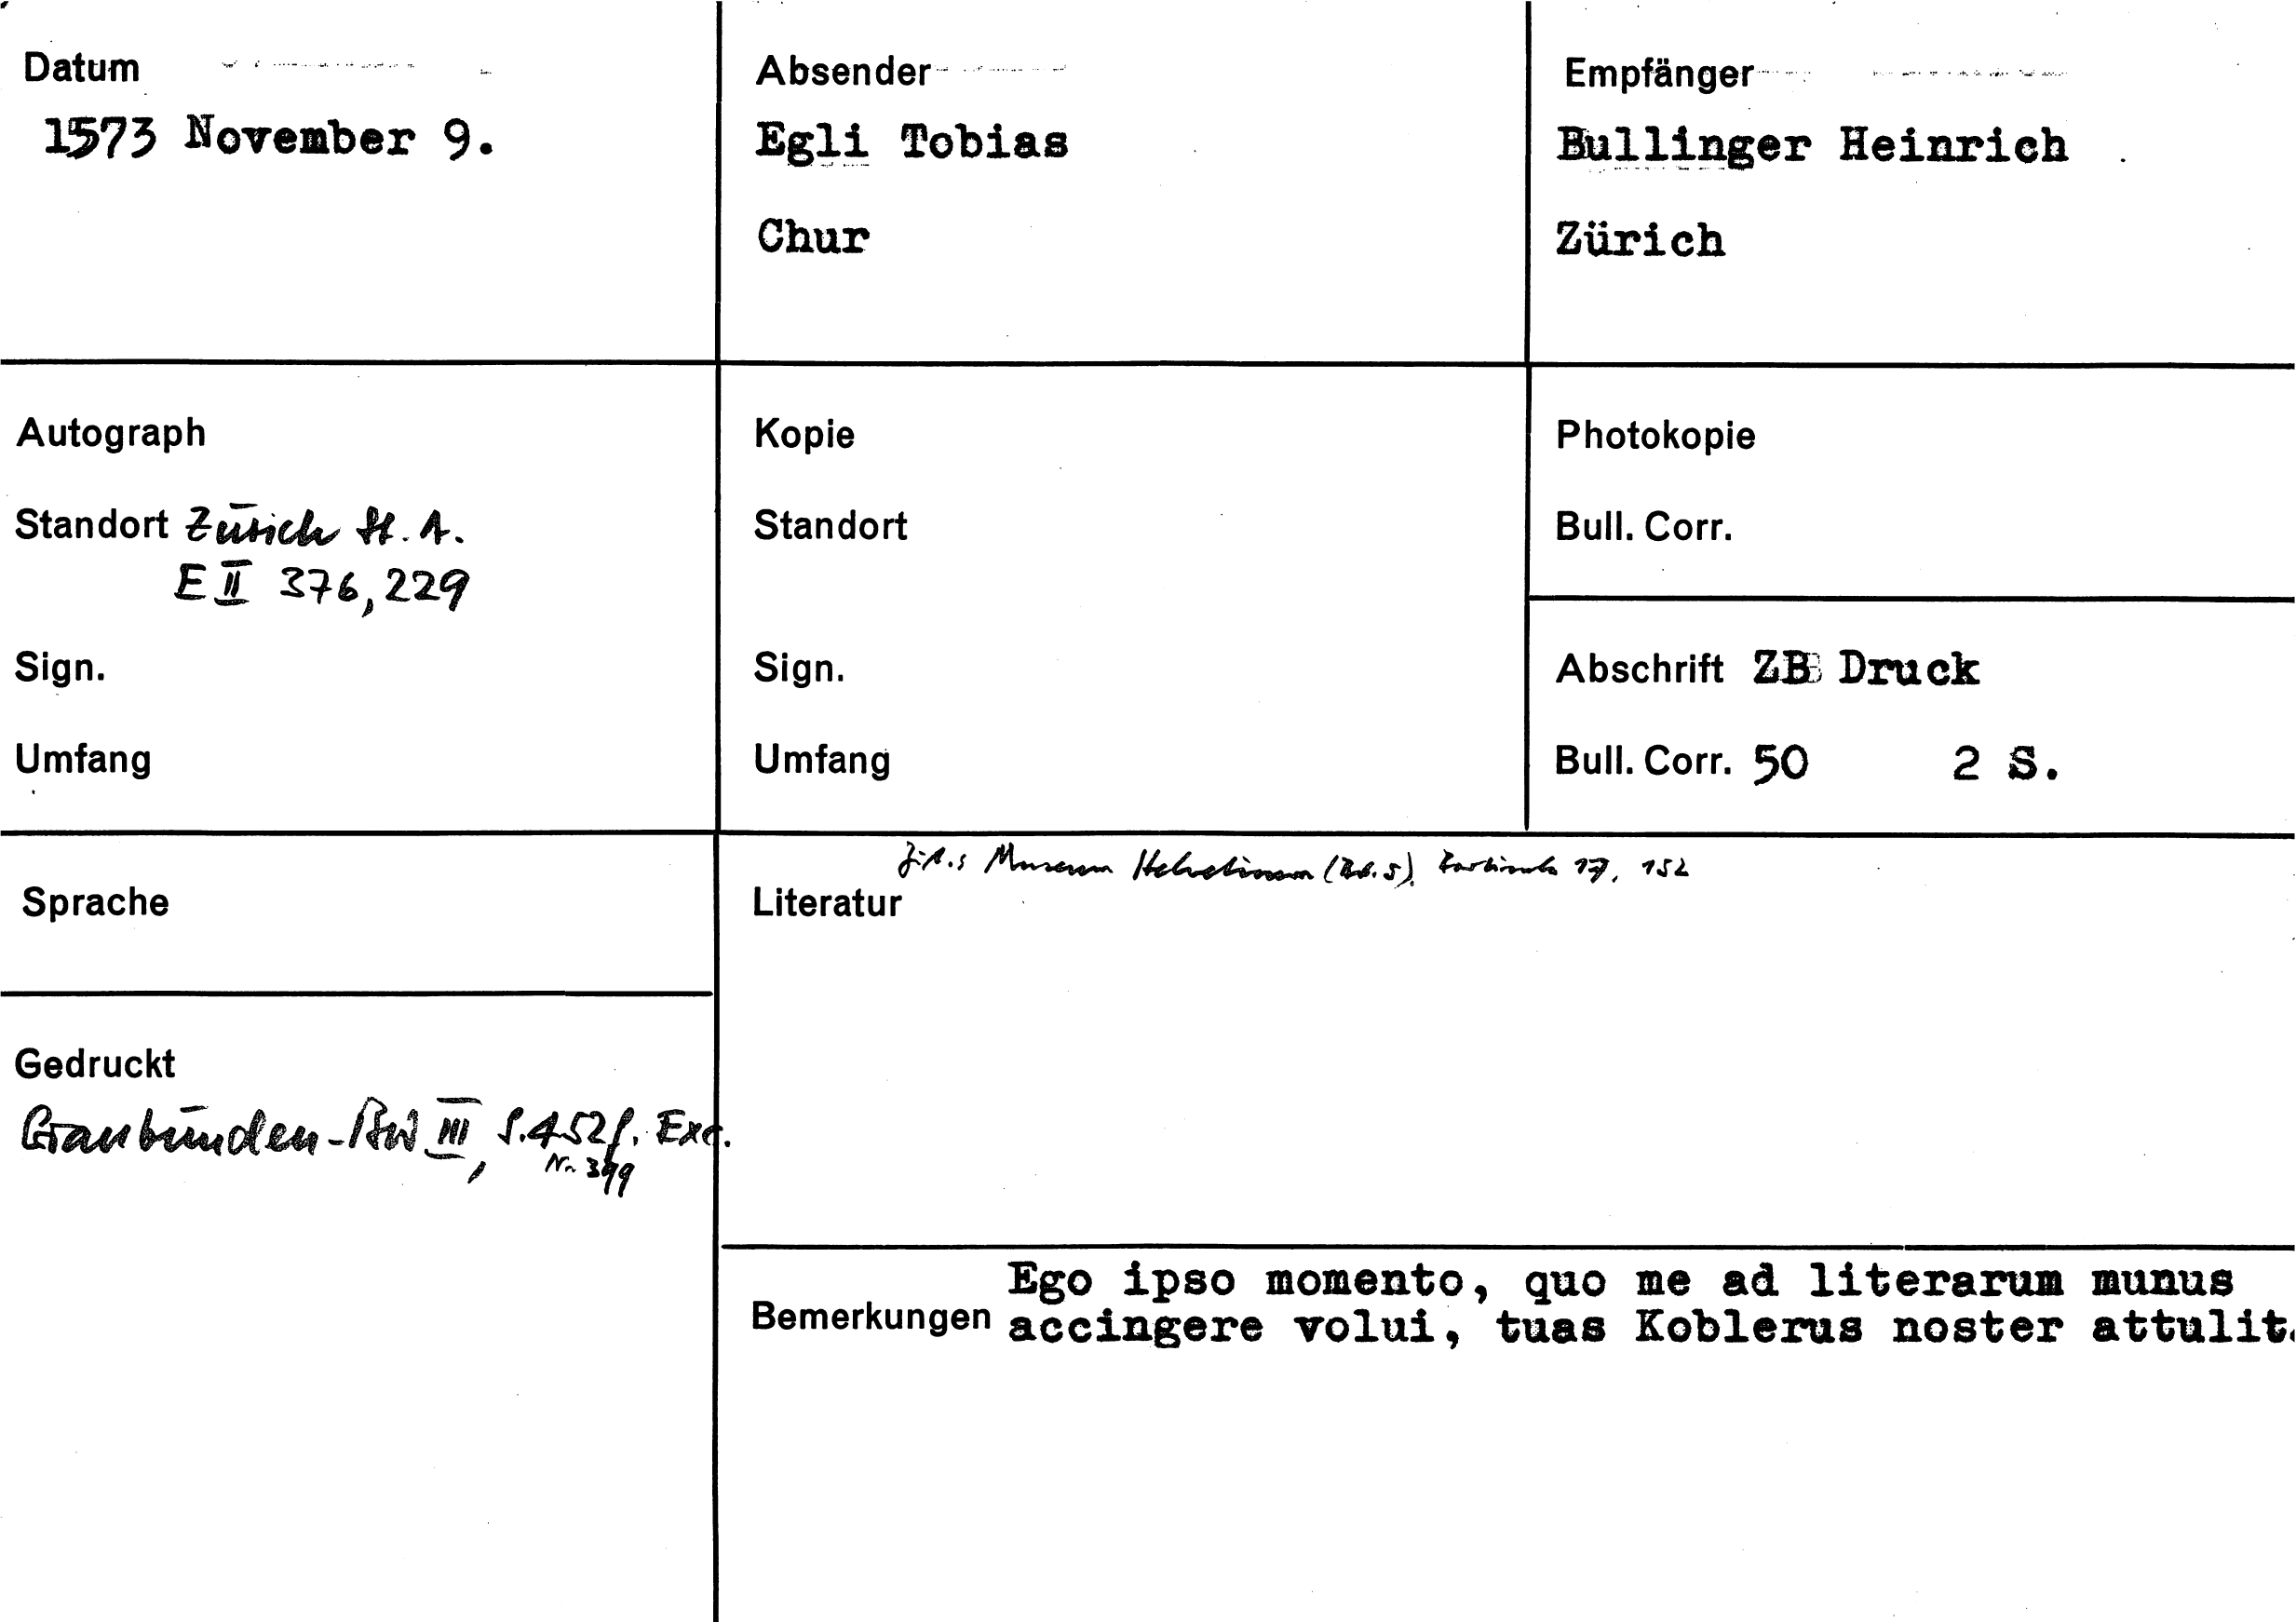 Datum
1573 November 9.
Absender
Egli Tobias
Chur
Empfänger
Bullinger Heinrich
Zürich
Autograph
Standort Zürich St. A.
E II 376, 229
Sign.
Umfang
Kopie
Standort
Sign.
Umfang
Photokopie
Bull. Corr.
Abschrift ZB Druck
Bull. Corr. 50 2 S.
Sprache
Gedruckt
Graubünden-BW III, S. 452f. Exc.
Nr. 399
Museum Helveticum (Bd. 5), 17, 152
Literatur
Ego ipso momento, quo me ad literarum munus
Bemerkungen accingere volui, tuas Koblerus noster attulit.